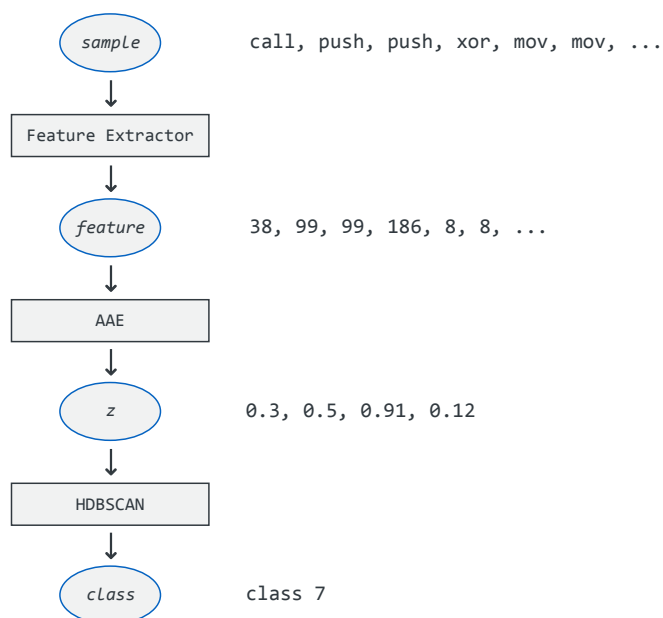 sample call, push, push, xor, mov, mov, ...
Feature Extractor
feature 38, 99, 99, 186, 8, 8, ...
AAE
z 0.3, 0.5, 0.91, 0.12
HDBSCAN
class class 7